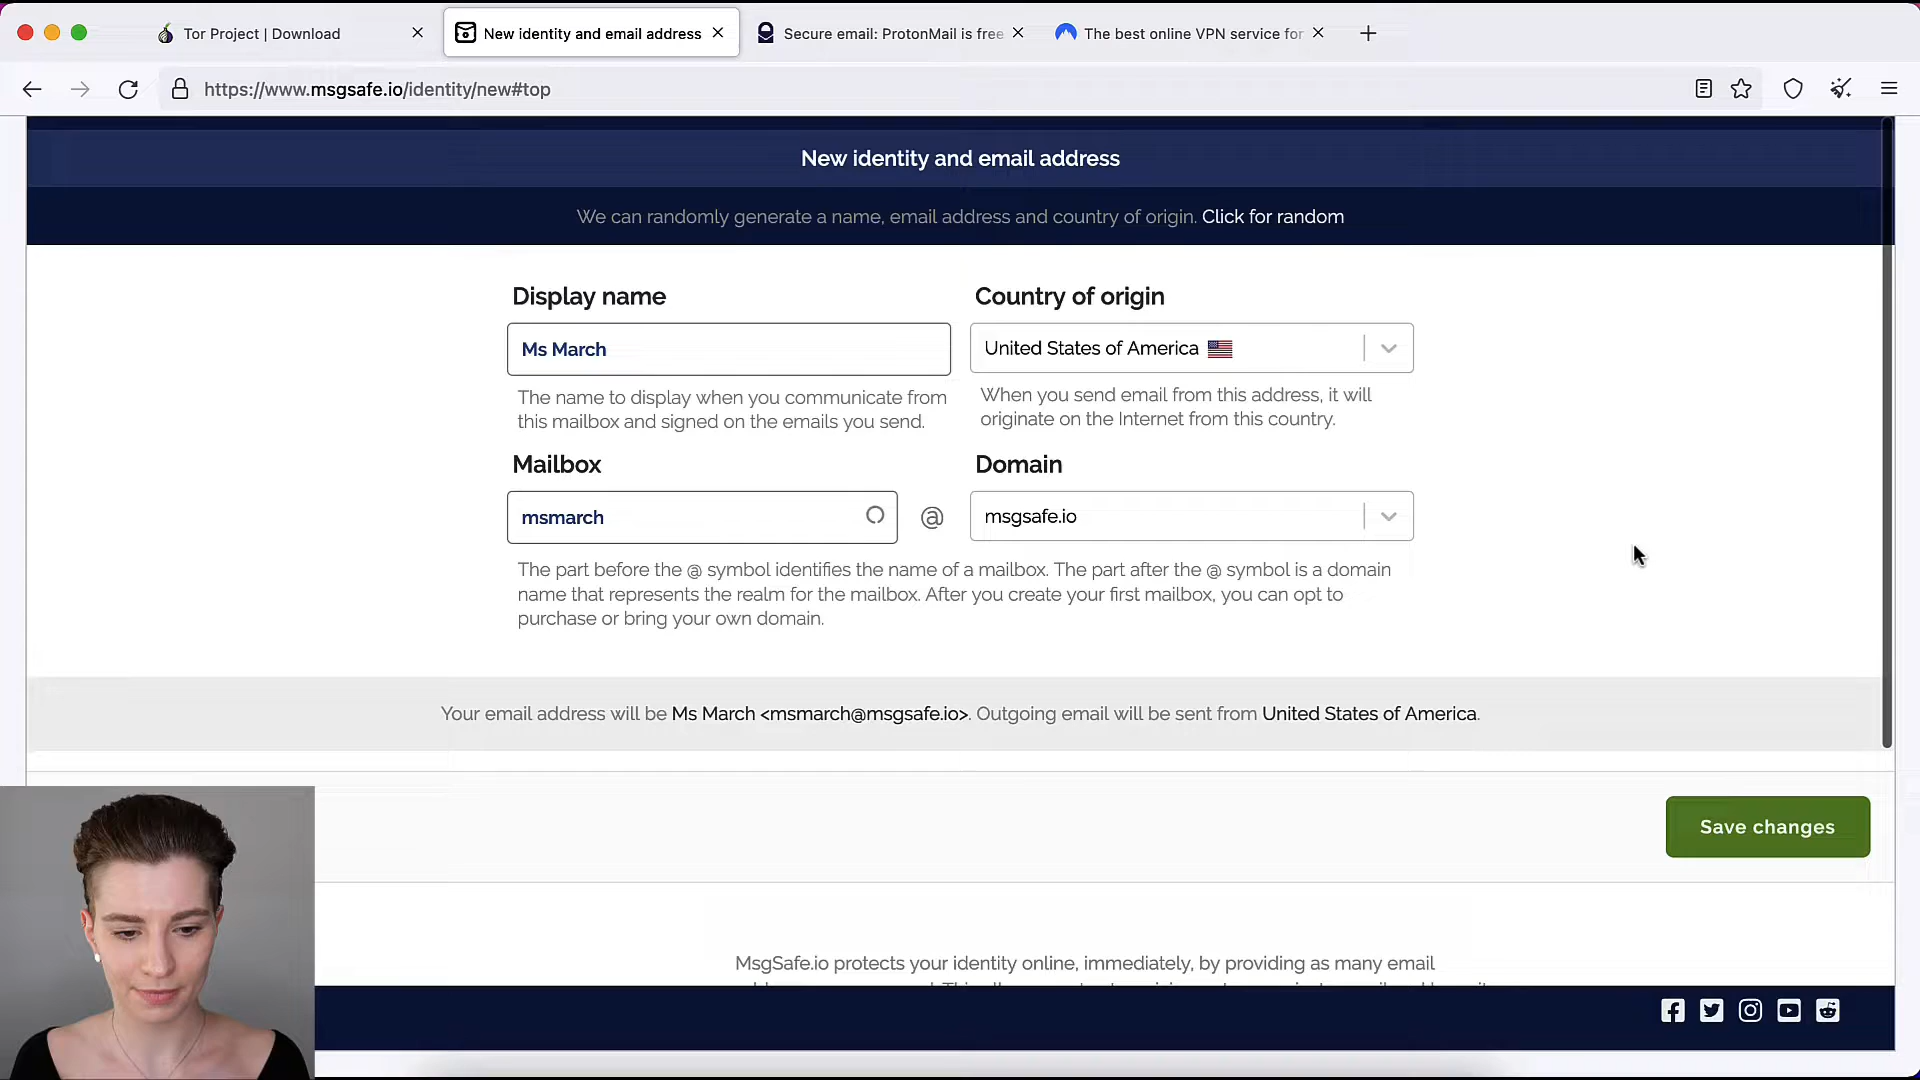 Tor Project | Download
New identity and email address
Secure email: ProtonMail is free
The best online VPN service for
https://www.msgsafe.io/identity/new#top
New identity and email address
We can randomly generate a name, email address and country of origin. Click for random
Display name
Country of origin
Ms March
United States of America
The name to display when you communicate from
this mailbox and signed on the emails you send.
When you send email from this address, it will
originate on the Internet from this country.
Mailbox
Domain
msmarch
@
msgsafe.io
The part before the @ symbol identifies the name of a mailbox. The part after the @ symbol is a domain
name that represents the realm for the mailbox. After you create your first mailbox, you can opt to
purchase or bring your own domain.
Your email address will be Ms March <msmarch@msgsafe.io>. Outgoing email will be sent from United States of America.
Save changes
MsgSafe.io protects your identity online, immediately, by providing as many email